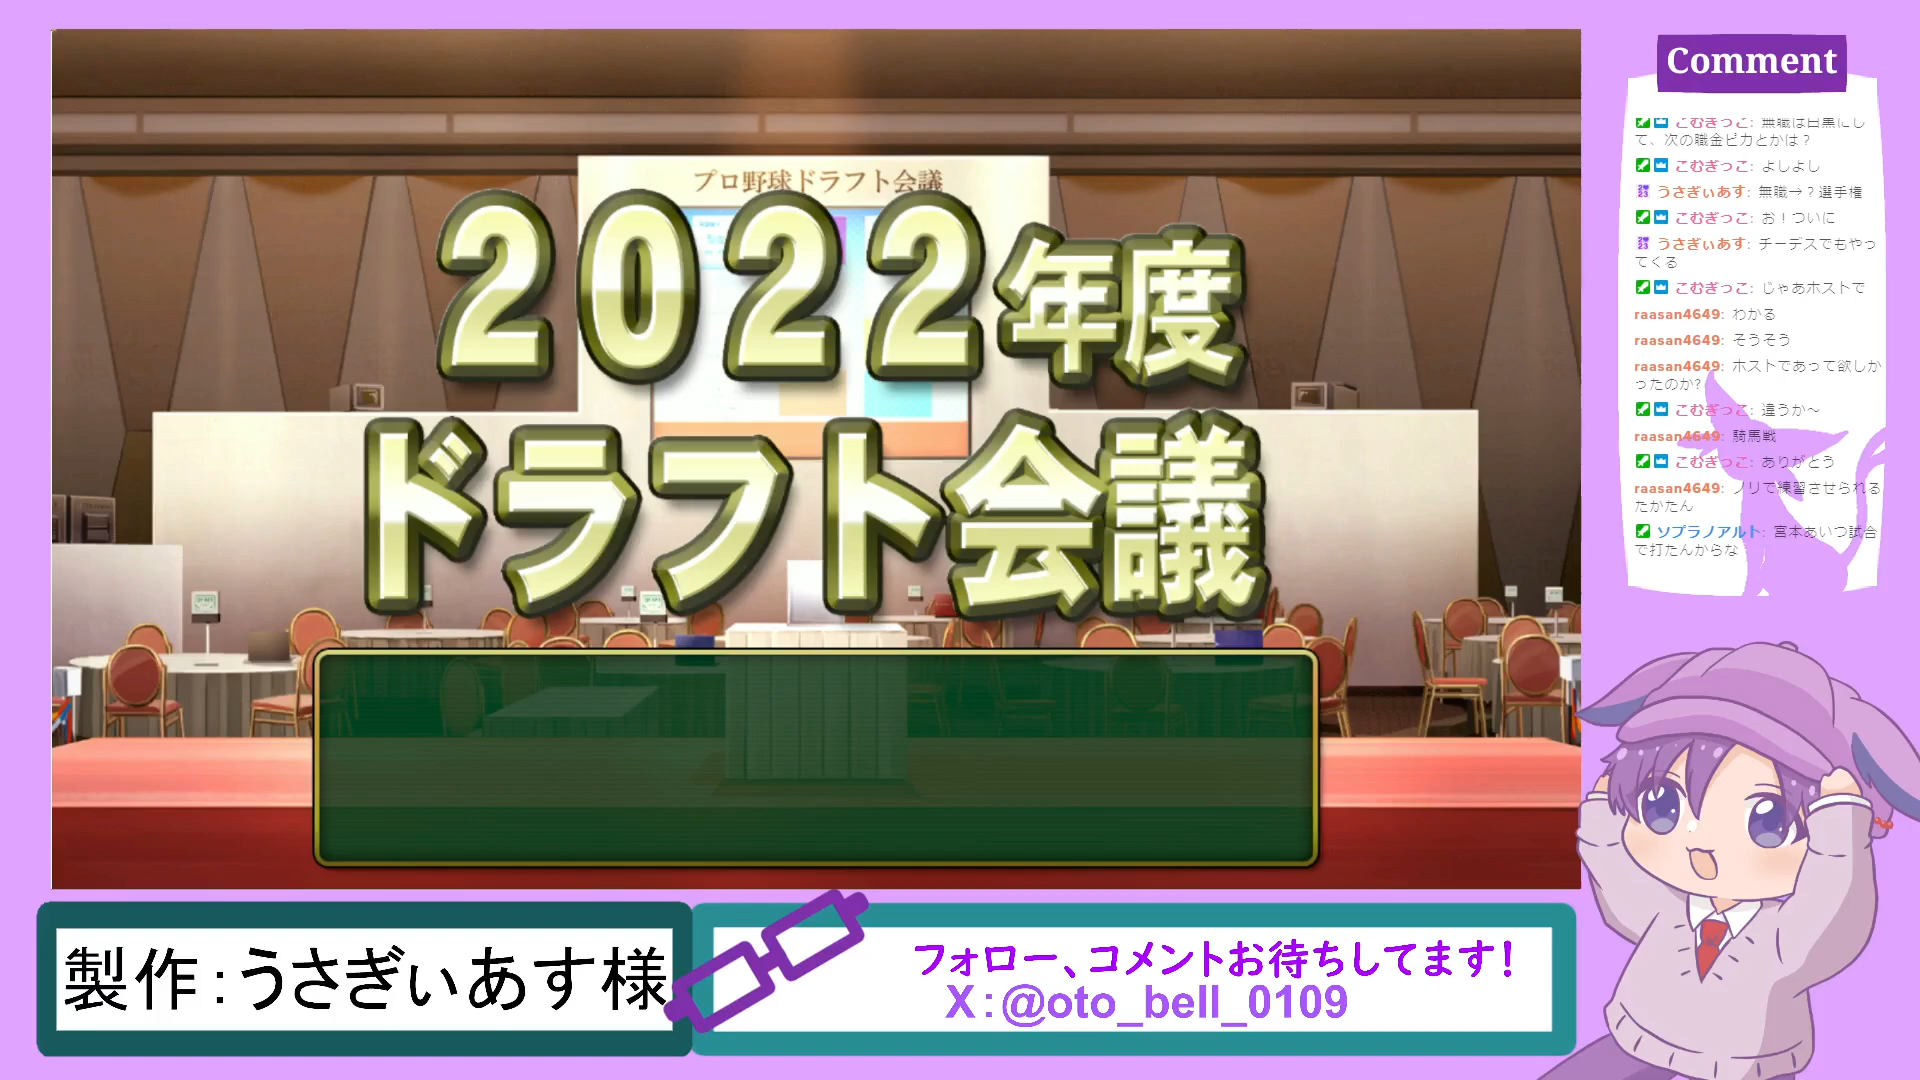 プロ野球ドラフト会議
2022年度
ドラフト会議
Comment
こむぎっこ: 無職は白黒にし
て、次の職金ピカとかは？
こむぎっこ: よしよし
うさぎぃあす: 無職→？選手権
こむぎっこ: お！ついに
うさぎぃあす: チーデスでもやっ
てくる
こむぎっこ: じゃあホストで
raasan4649: わかる
raasan4649: そうそう
raasan4649: ホストであって欲しか
ったのか?
こむぎっこ: 違うか～
raasan4649: 騎馬戦
こむぎっこ: ありがとう
raasan4649: ノリで練習させられる
たかたん
ソプラノアルト: 宮本あいつ試合
で打たんからな
製作:うさぎぃあす様
フォロー、コメントお待ちしてます!
X:@oto_bell_0109